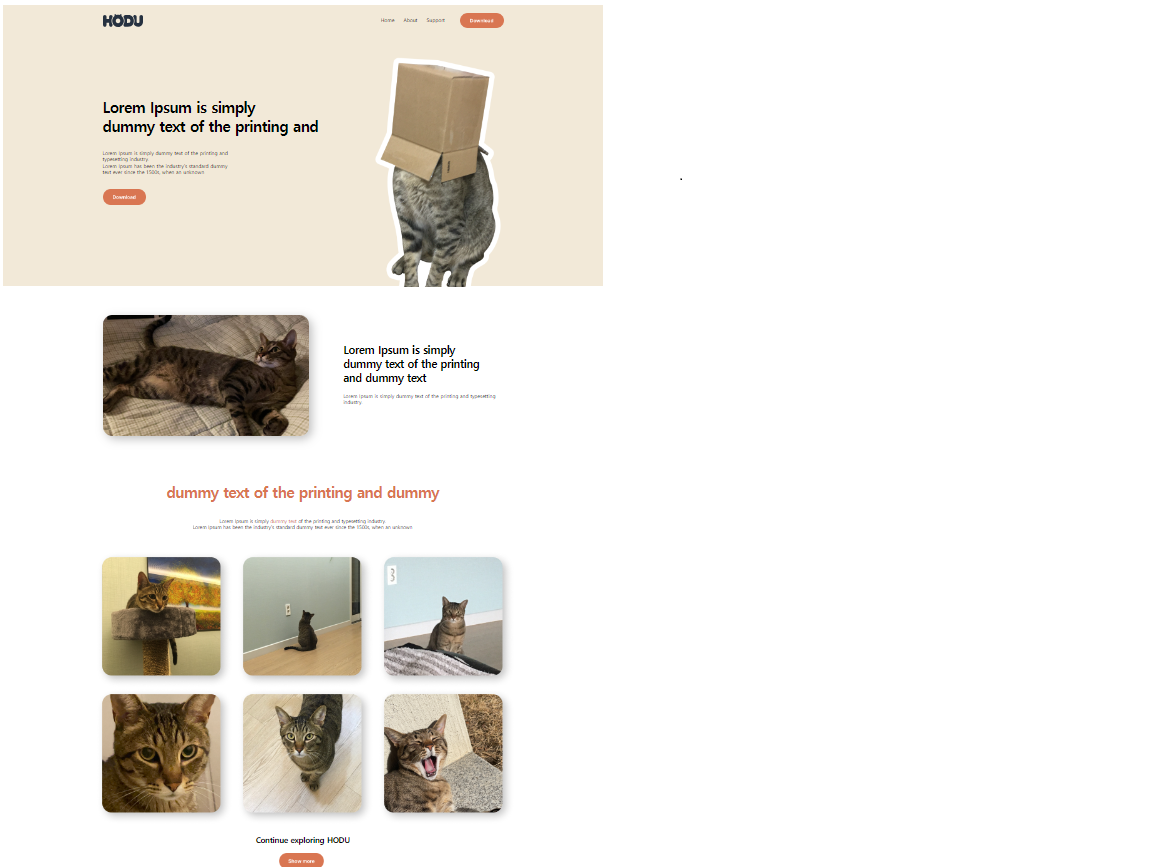 HODU
Home About Support Download
Lorem Ipsum is simply
dummy text of the printing and
Lorem Ipsum is simply dummy text of the printing and
typesetting industry.
Lorem Ipsum has been the industry's standard dummy
text ever since the 1500s, when an unknown
Download
Lorem Ipsum is simply
dummy text of the printing
and dummy text
Lorem Ipsum is simply dummy text of the printing and typesetting
industry.
dummy text of the printing and dummy
Lorem Ipsum is simply dummy text of the printing and typesetting industry.
Lorem Ipsum has been the industry's standard dummy text ever since the 1500s, when an unknown
Continue exploring HODU
Show more